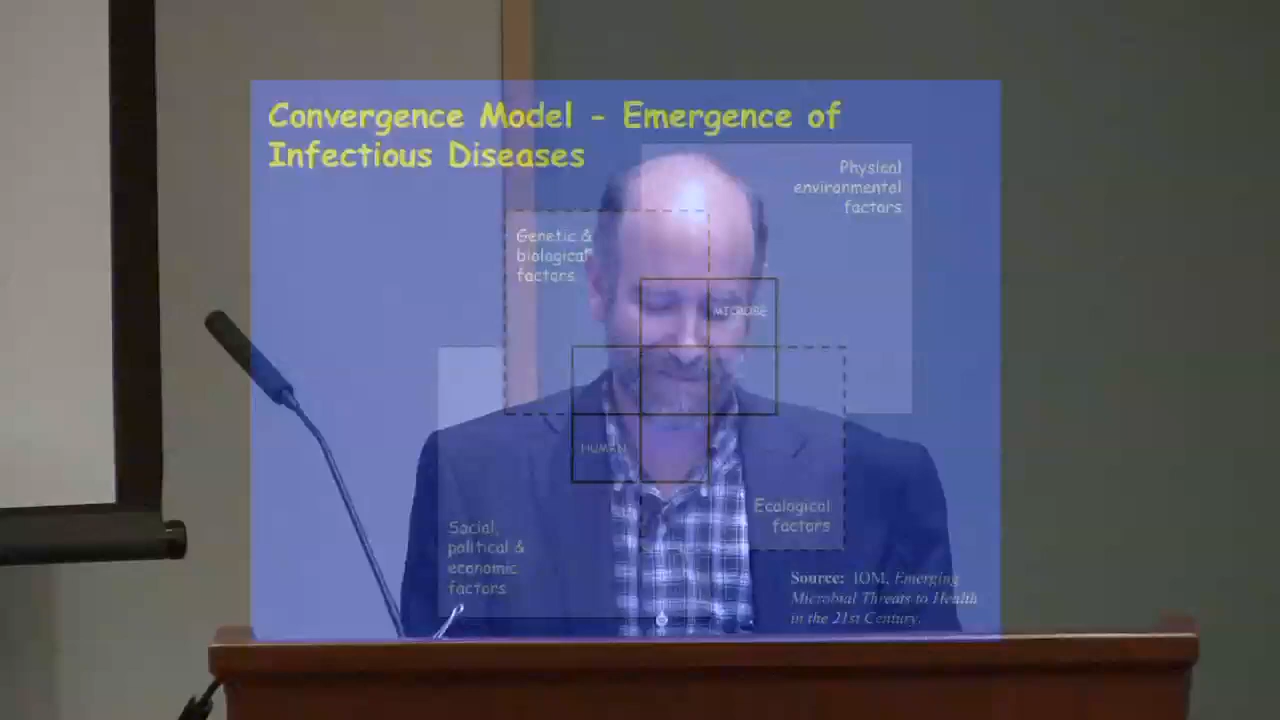 Convergence Model - Emergence of
Infectious Diseases
Physical
environmental
factors
Genetic &
biological
factors
MICROBE
HUMAN
Ecological
factors
Social,
political &
economic
factors
Source: IOM, Emerging
Microbial Threats to Health
in the 21st Century.